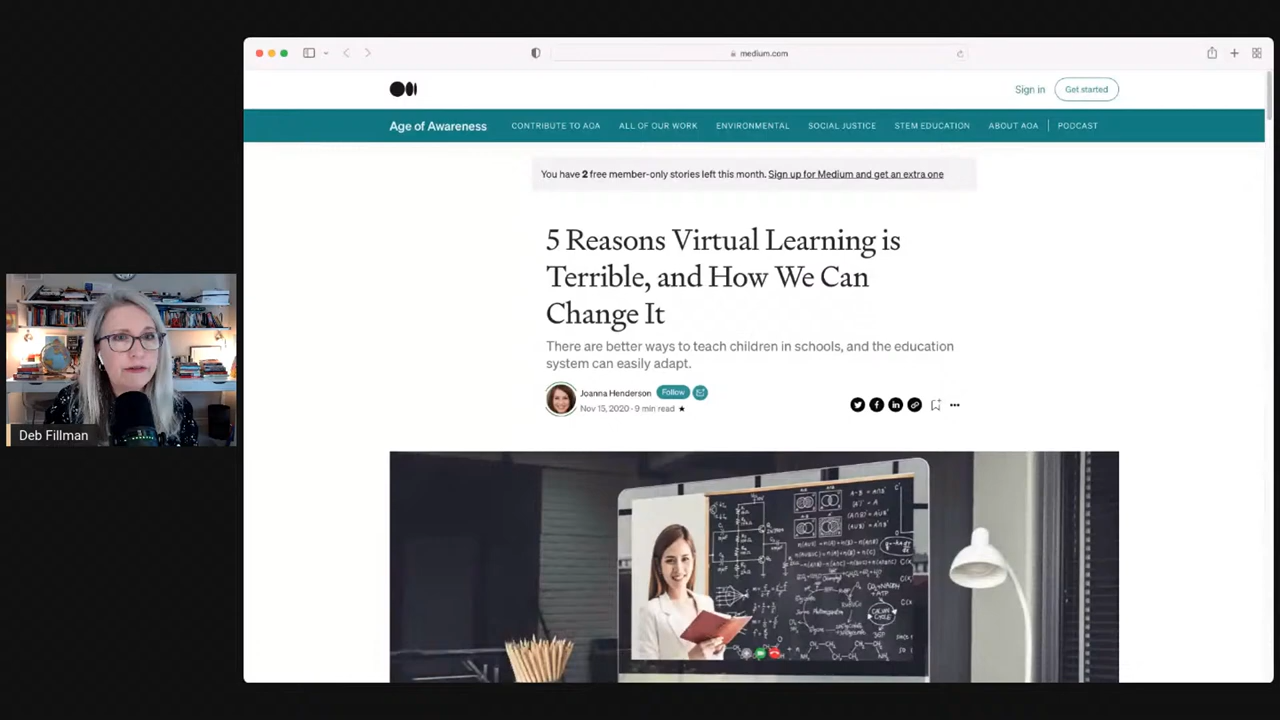 medium.com
Sign in
Get started
Age of Awareness
CONTRIBUTE TO AOA
ALL OF OUR WORK
ENVIRONMENTAL
SOCIAL JUSTICE
STEM EDUCATION
ABOUT AOA
PODCAST
You have 2 free member-only stories left this month. Sign up for Medium and get an extra one
5 Reasons Virtual Learning is
Terrible, and How We Can
Change It
There are better ways to teach children in schools, and the education
system can easily adapt.
Joanna Henderson
Follow
Nov 15, 2020 · 9 min read
Deb Fillman